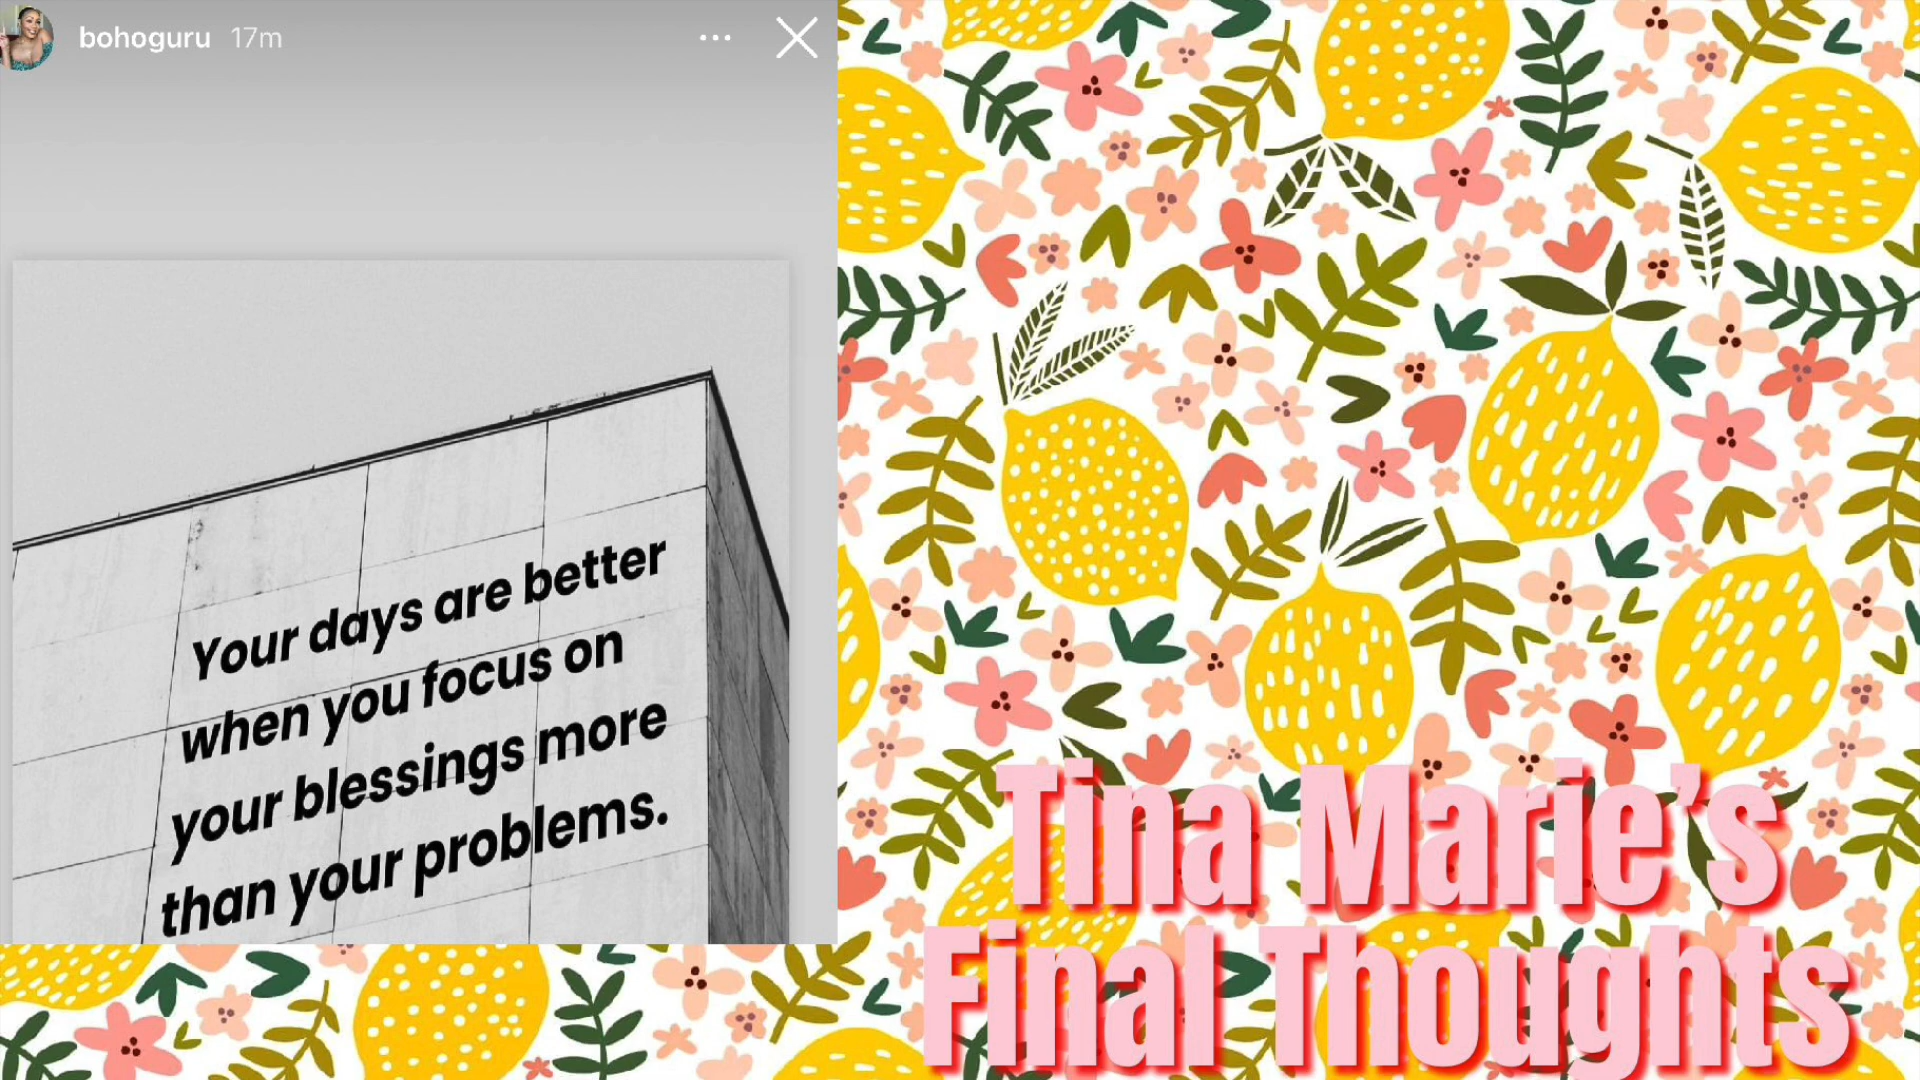 bohoguru 17m
Your days are better
when you focus on
your blessings more
than your problems.
Tina Marie’s
Final Thoughts